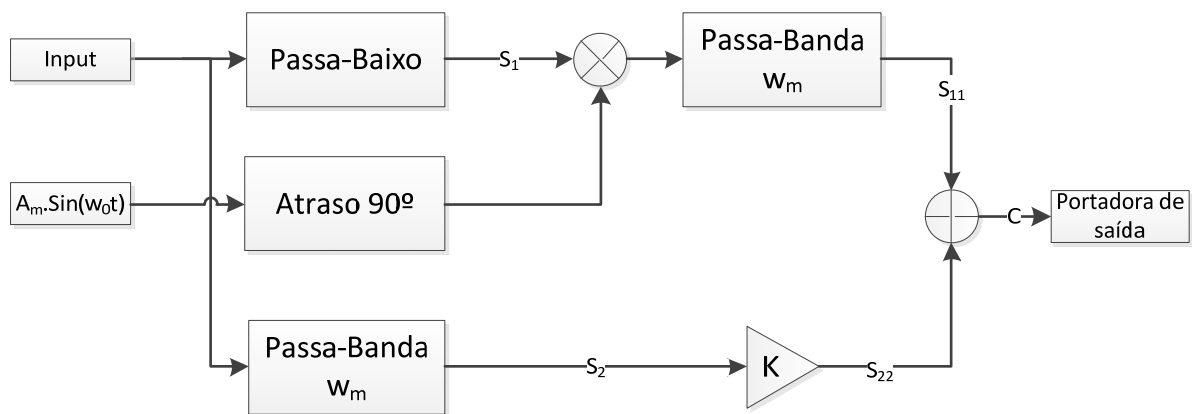 Input
Passa-Baixo
S₁
Passa-Banda
wₘ
S₁₁
Aₘ.Sin(w₀t)
Atraso 90º
C
Portadora de
saída
Passa-Banda
wₘ
S₂
K
S₂₂